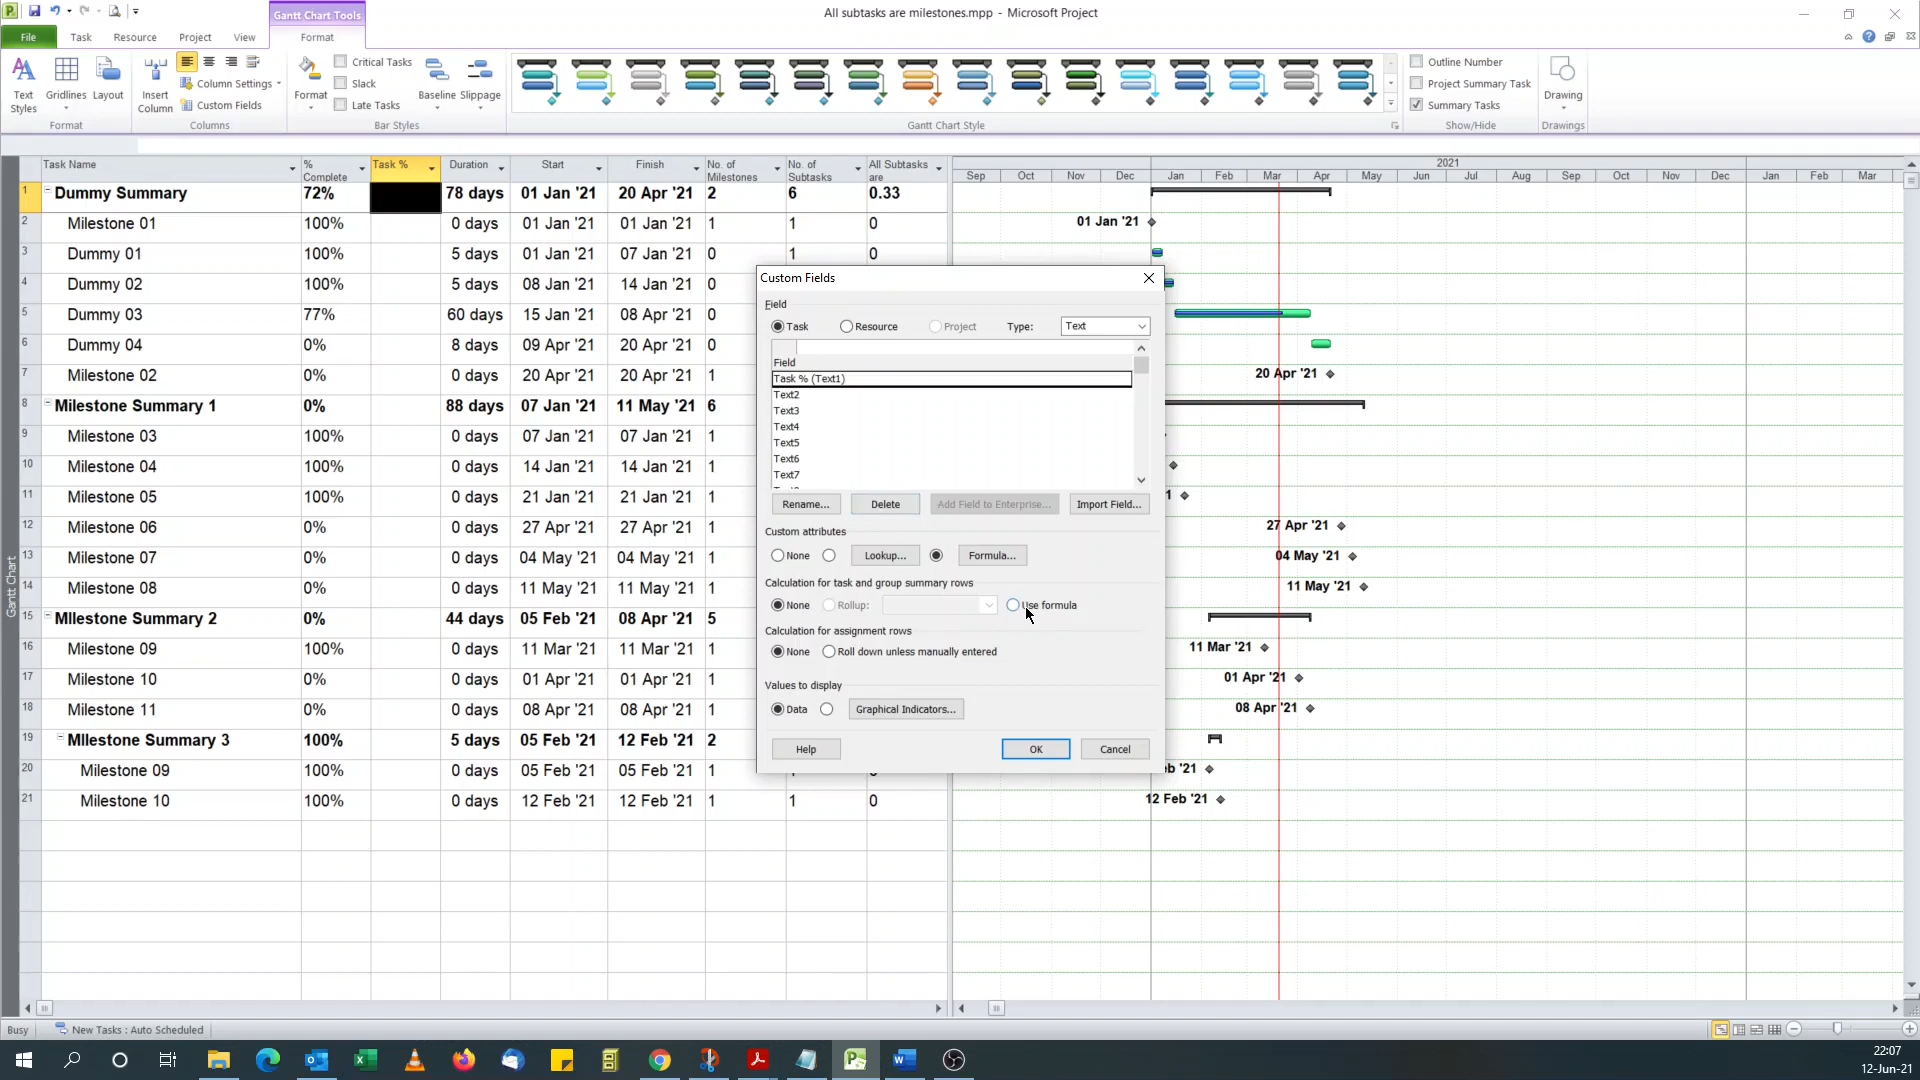 All subtasks are milestones.mpp - Microsoft Project
Gantt Chart Tools
File Task Resource Project View Format
Text Styles
Gridlines
Layout
Format
Insert Column
Column Settings
Custom Fields
Columns
Format
Critical Tasks
Slack
Late Tasks
Bar Styles
Baseline
Slippage
Gantt Chart Style
Outline Number
Project Summary Task
Summary Tasks
Show/Hide
Drawing
Drawings
Task Name % Complete Task % Duration Start Finish No. of Milestones No. of Subtasks All Subtasks are
2021
Sep Oct Nov Dec Jan Feb Mar Apr May Jun Jul Aug Sep Oct Nov Dec Jan Feb Mar
1 Dummy Summary 72% 78 days 01 Jan '21 20 Apr '21 2 6 0.33
2 Milestone 01 100% 0 days 01 Jan '21 01 Jan '21 1 1 0 01 Jan '21
3 Dummy 01 100% 5 days 01 Jan '21 07 Jan '21 0 1 0
4 Dummy 02 100% 5 days 08 Jan '21 14 Jan '21 0
5 Dummy 03 77% 60 days 15 Jan '21 08 Apr '21 0
6 Dummy 04 0% 8 days 09 Apr '21 20 Apr '21 0
7 Milestone 02 0% 0 days 20 Apr '21 20 Apr '21 1 20 Apr '21
8 Milestone Summary 1 0% 88 days 07 Jan '21 11 May '21 6
9 Milestone 03 100% 0 days 07 Jan '21 07 Jan '21 1
10 Milestone 04 100% 0 days 14 Jan '21 14 Jan '21 1
11 Milestone 05 100% 0 days 21 Jan '21 21 Jan '21 1 1
12 Milestone 06 0% 0 days 27 Apr '21 27 Apr '21 1 27 Apr '21
13 Milestone 07 0% 0 days 04 May '21 04 May '21 1 04 May '21
14 Milestone 08 0% 0 days 11 May '21 11 May '21 1 11 May '21
15 MIlestone Summary 2 0% 44 days 05 Feb '21 08 Apr '21 5
16 Milestone 09 100% 0 days 11 Mar '21 11 Mar '21 1 11 Mar '21
17 Milestone 10 0% 0 days 01 Apr '21 01 Apr '21 1 01 Apr '21
18 Milestone 11 0% 0 days 08 Apr '21 08 Apr '21 1 08 Apr '21
19 MIlestone Summary 3 100% 5 days 05 Feb '21 12 Feb '21 2
20 Milestone 09 100% 0 days 05 Feb '21 05 Feb '21 1 eb '21
21 Milestone 10 100% 0 days 12 Feb '21 12 Feb '21 1 1 0 12 Feb '21
Gantt Chart
Custom Fields
Field
Task Resource Project Type: Text
Field
Task % (Text1)
Text2
Text3
Text4
Text5
Text6
Text7
Rename... Delete Add Field to Enterprise... Import Field...
Custom attributes
None Lookup... Formula...
Calculation for task and group summary rows
None Rollup: Use formula
Calculation for assignment rows
None Roll down unless manually entered
Values to display
Data Graphical Indicators...
Help OK Cancel
Busy New Tasks : Auto Scheduled
22:07
12-Jun-21